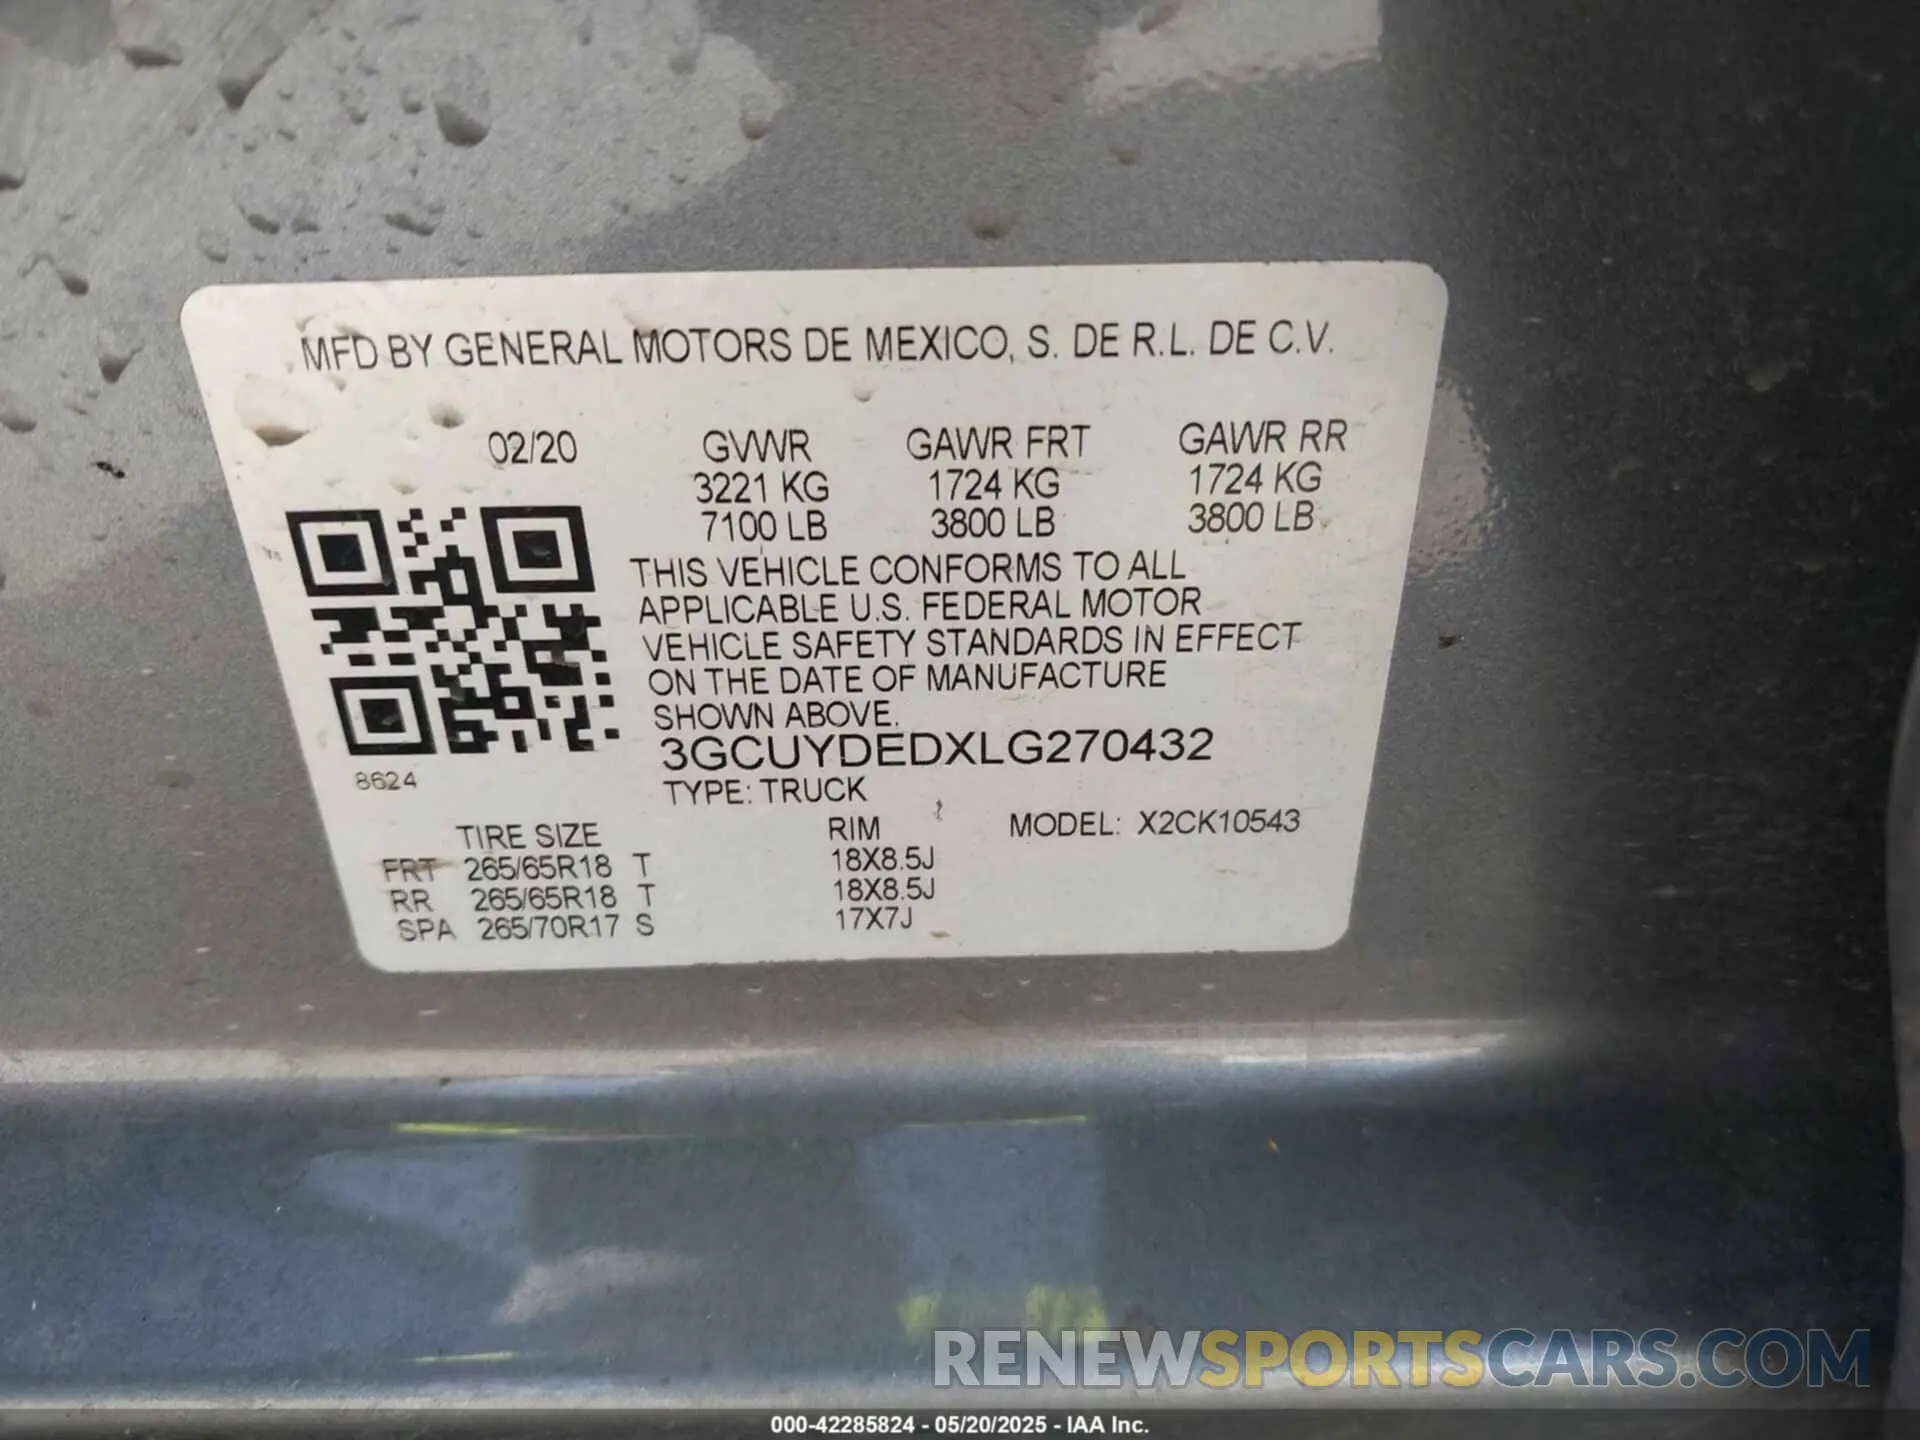 MFD BY GENERAL MOTORS DE MEXICO, S. DE R.L. DE C.V.
02/20 GVWR GAWR FRT GAWR RR
3221 KG 1724 KG 1724 KG
7100 LB 3800 LB 3800 LB
THIS VEHICLE CONFORMS TO ALL
APPLICABLE U.S. FEDERAL MOTOR
VEHICLE SAFETY STANDARDS IN EFFECT
ON THE DATE OF MANUFACTURE
SHOWN ABOVE.
3GCUYDEDXLG270432
8624
TYPE: TRUCK
TIRE SIZE RIM MODEL: X2CK10543
FRT 265/65R18 T 18X8.5J
RR 265/65R18 T 18X8.5J
SPA 265/70R17 S 17X7J
RENEWSPORTSCARS.COM
000-42285824 - 05/20/2025 - IAA Inc.